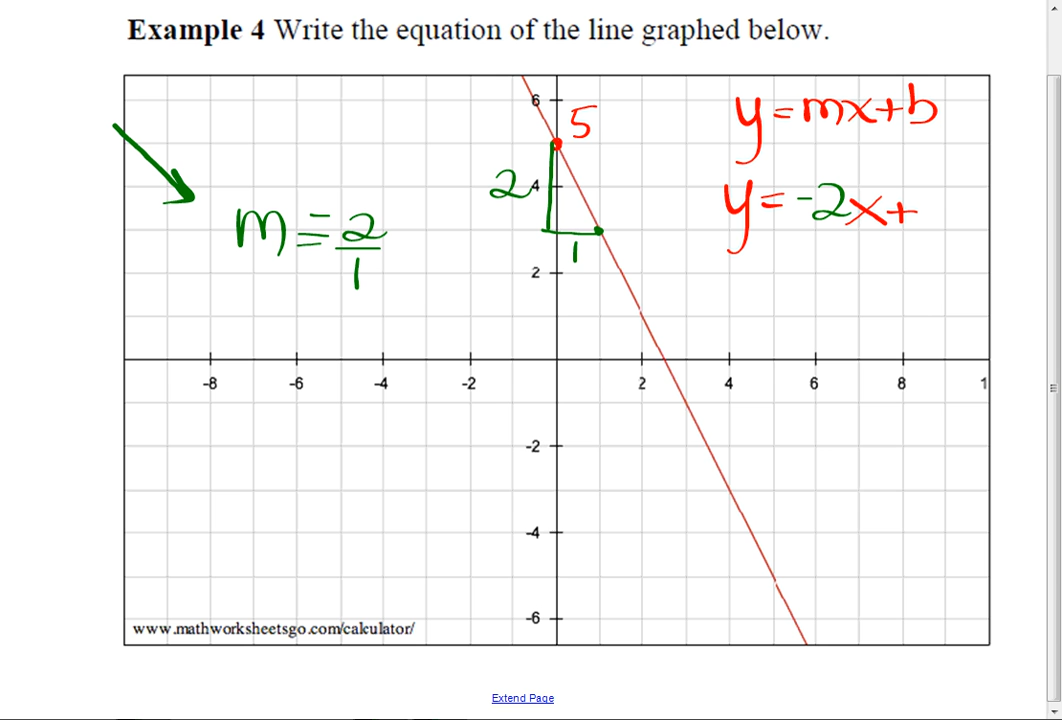 Example 4 Write the equation of the line graphed below.
6
5
y = mx + b
2
4
y = -2x +
m = 2/1
1
2
-8 -6 -4 -2 2 4 6 8 1
-2
-4
-6
www.mathworksheetsgo.com/calculator/
Extend Page